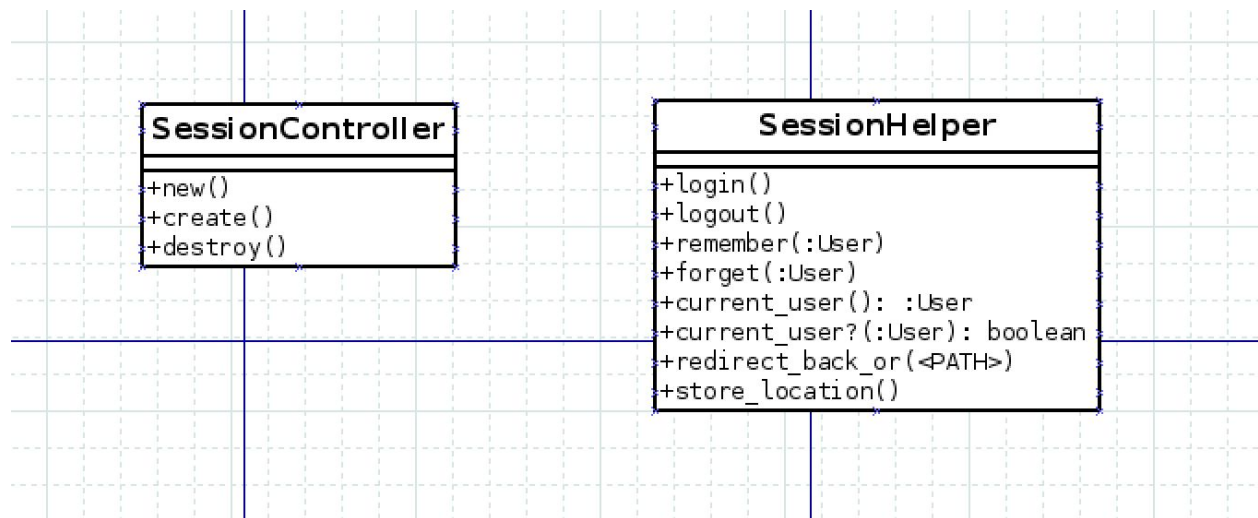 SessionController
+new()
+create()
+destroy()
SessionHelper
+login()
+logout()
+remember(:User)
+forget(:User)
+current_user(): :User
+current_user?(:User): boolean
+redirect_back_or(<PATH>)
+store_location()